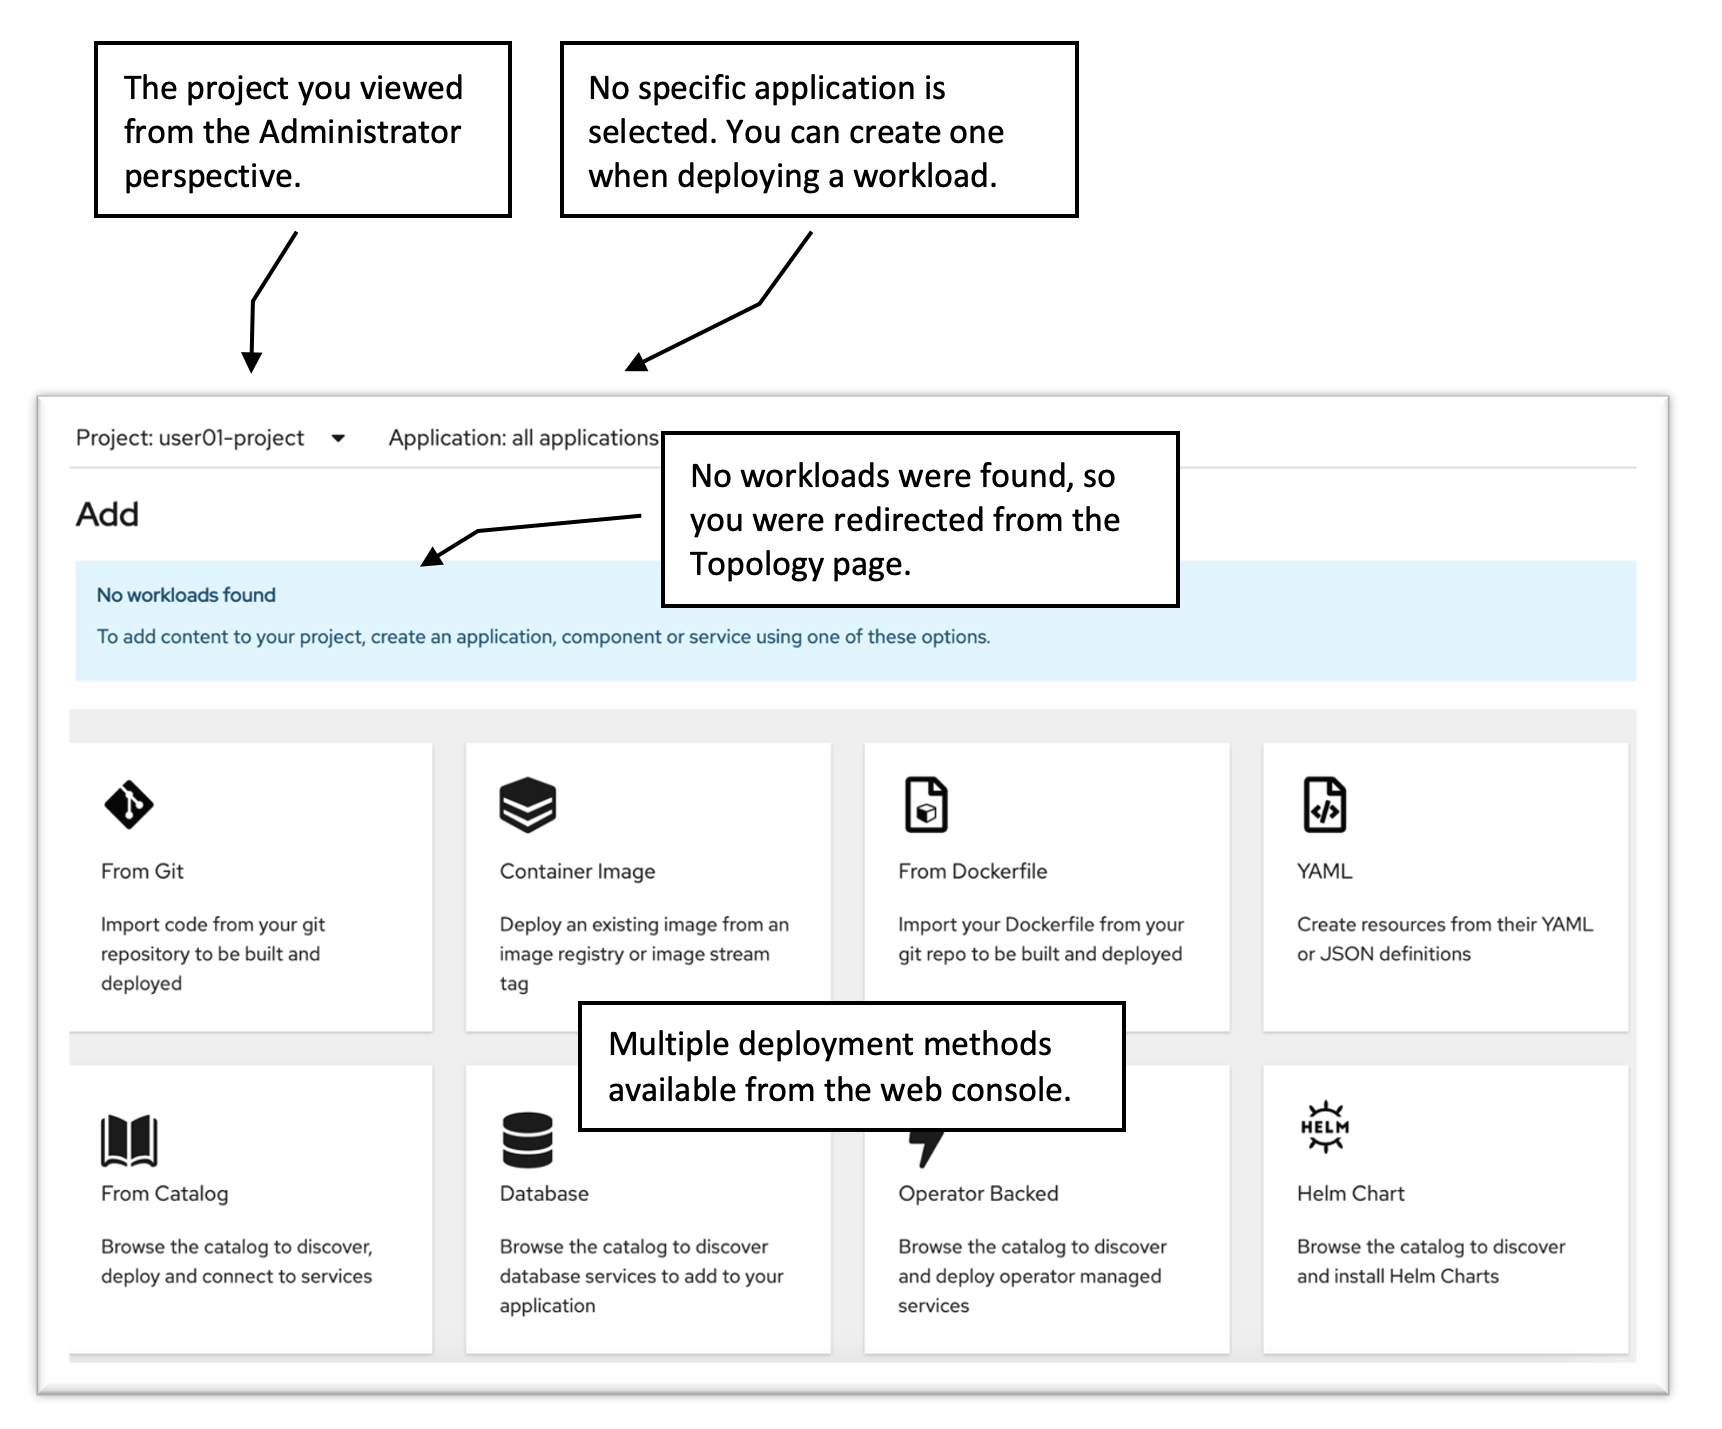 The project you viewed
from the Administrator
perspective.
No specific application is
selected. You can create one
when deploying a workload.
Project: user01-project
Application: all applications
No workloads were found, so
you were redirected from the
Topology page.
Add
No workloads found
To add content to your project, create an application, component or service using one of these options.
From Git
Import code from your git
repository to be built and
deployed
Container Image
Deploy an existing image from an
image registry or image stream
tag
From Dockerfile
Import your Dockerfile from your
git repo to be built and deployed
YAML
Create resources from their YAML
or JSON definitions
Multiple deployment methods
available from the web console.
From Catalog
Browse the catalog to discover,
deploy and connect to services
Database
Browse the catalog to discover
database services to add to your
application
Operator Backed
Browse the catalog to discover
and deploy operator managed
services
HELM
Helm Chart
Browse the catalog to discover
and install Helm Charts